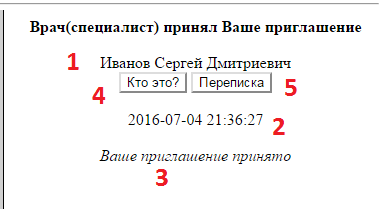 Врач(специалист) принял Ваше приглашение
1 Иванов Сергей Дмитриевич
4 Кто это? Переписка 5
2016-07-04 21:36:27 2
Ваше приглашение принято
3